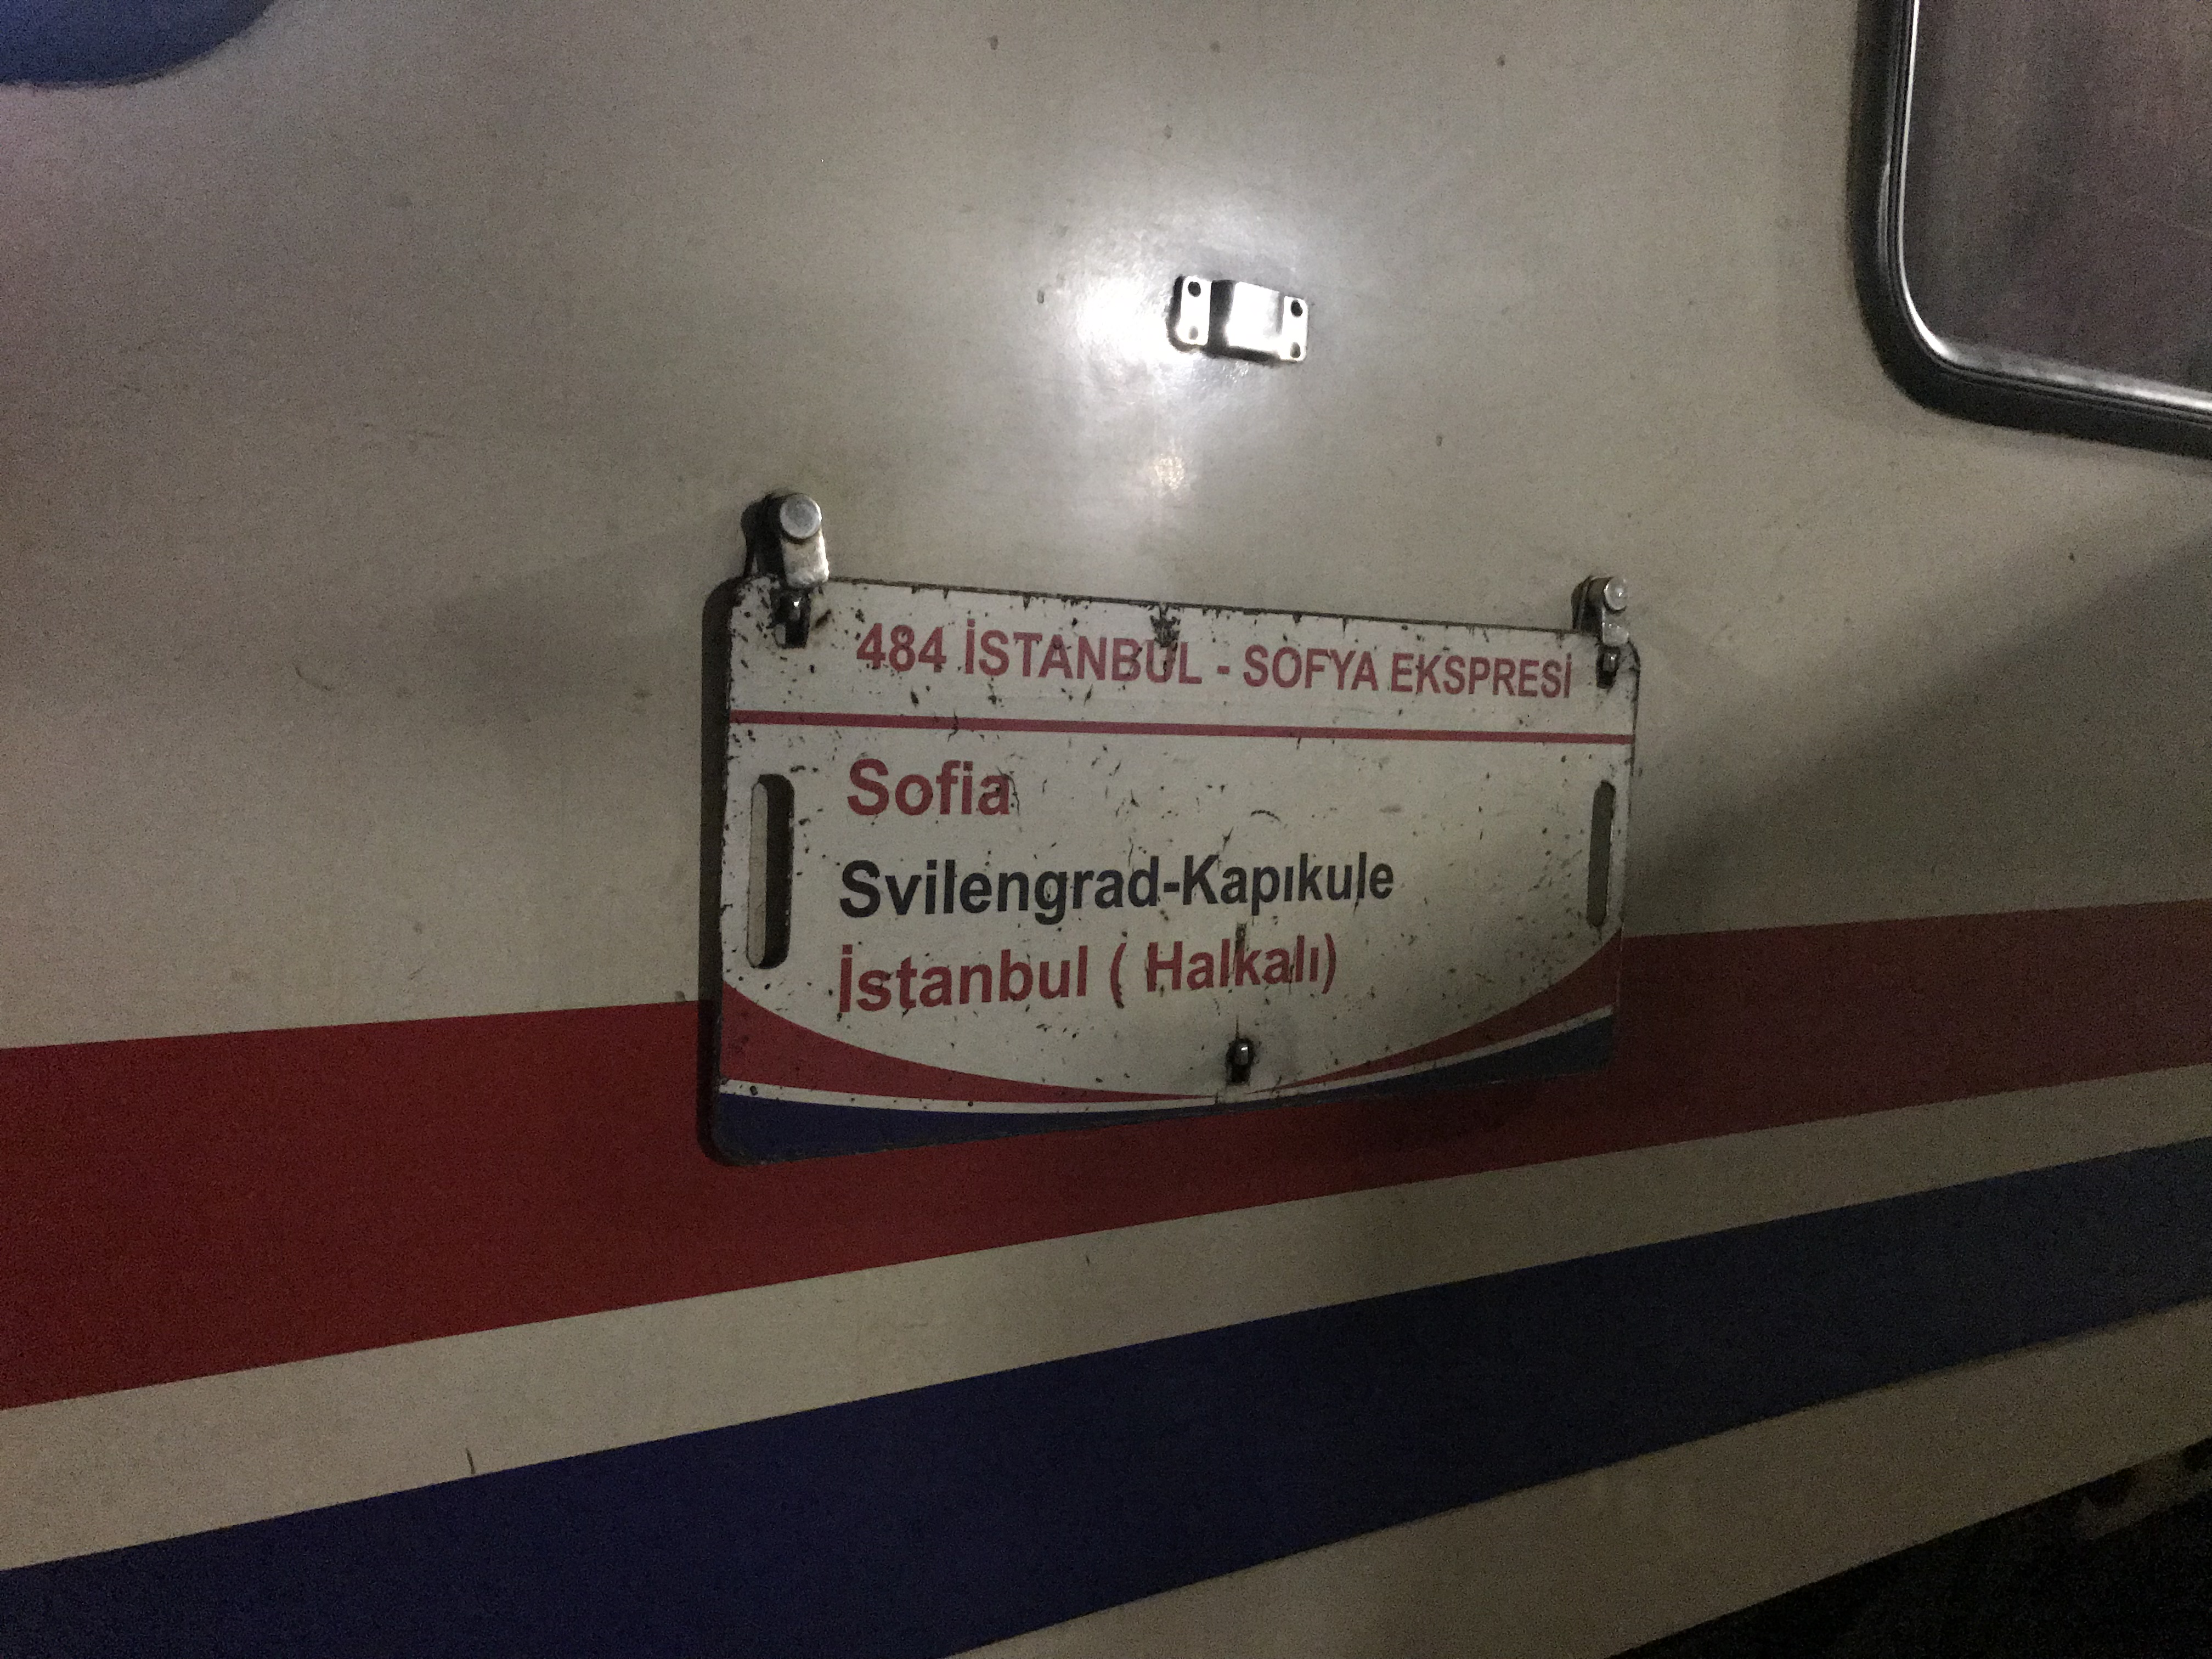 484 İSTANBUL - SOFYA EKSPRESİ
Sofia
Svilengrad-Kapıkule
İstanbul ( Halkalı)